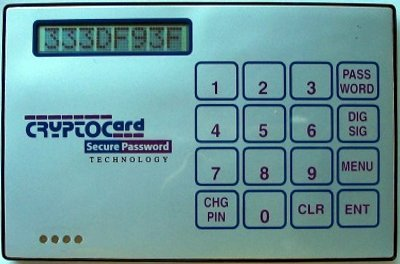 333DF93F
1 2 3 PASS WORD
4 5 6 DIG SIG
7 8 9 MENU
CHG PIN 0 CLR ENT
CRYPTOCard
Secure Password
TECHNOLOGY